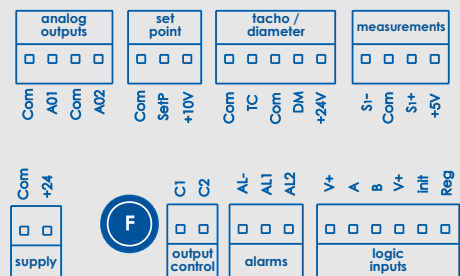 analog
outputs
set
point
tacho /
diameter
measurements
Com
A01
Com
A02
Com
SetP
+10V
Com
TC
Com
DM
+24V
S1-
Com
S1+
+5V
Com
+24
F
C1
C2
AL-
AL1
AL2
V+
A
B
V+
init
Reg
supply
output
control
alarms
logic
inputs